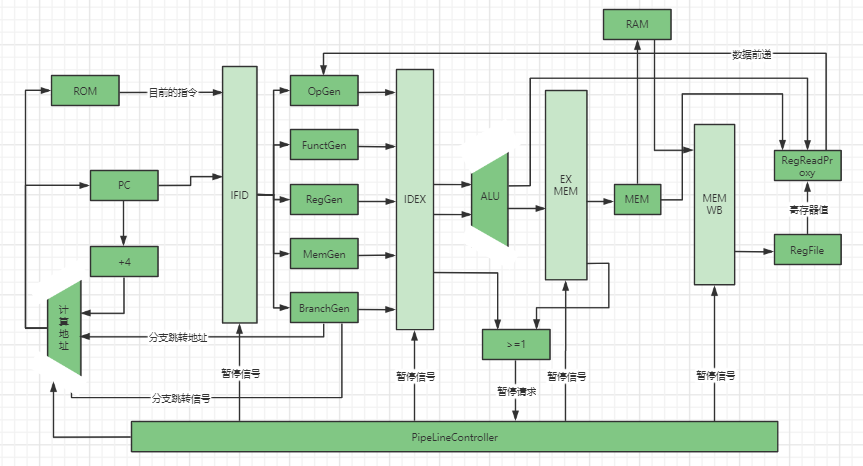 RAM
数据前递
ROM
目前的指令
OpGen
FunctGen
RegReadPr
oxy
PC
IFID
RegGen
IDEX
ALU
EX
MEM
MEM
MEM
WB
寄存器值
+4
MemGen
RegFile
计
算
地
址
BranchGen
分支跳转地址
>=1
暂停信号
暂停信号
暂停请求
暂停信号
暂停信号
分支跳转信号
PipeLineController